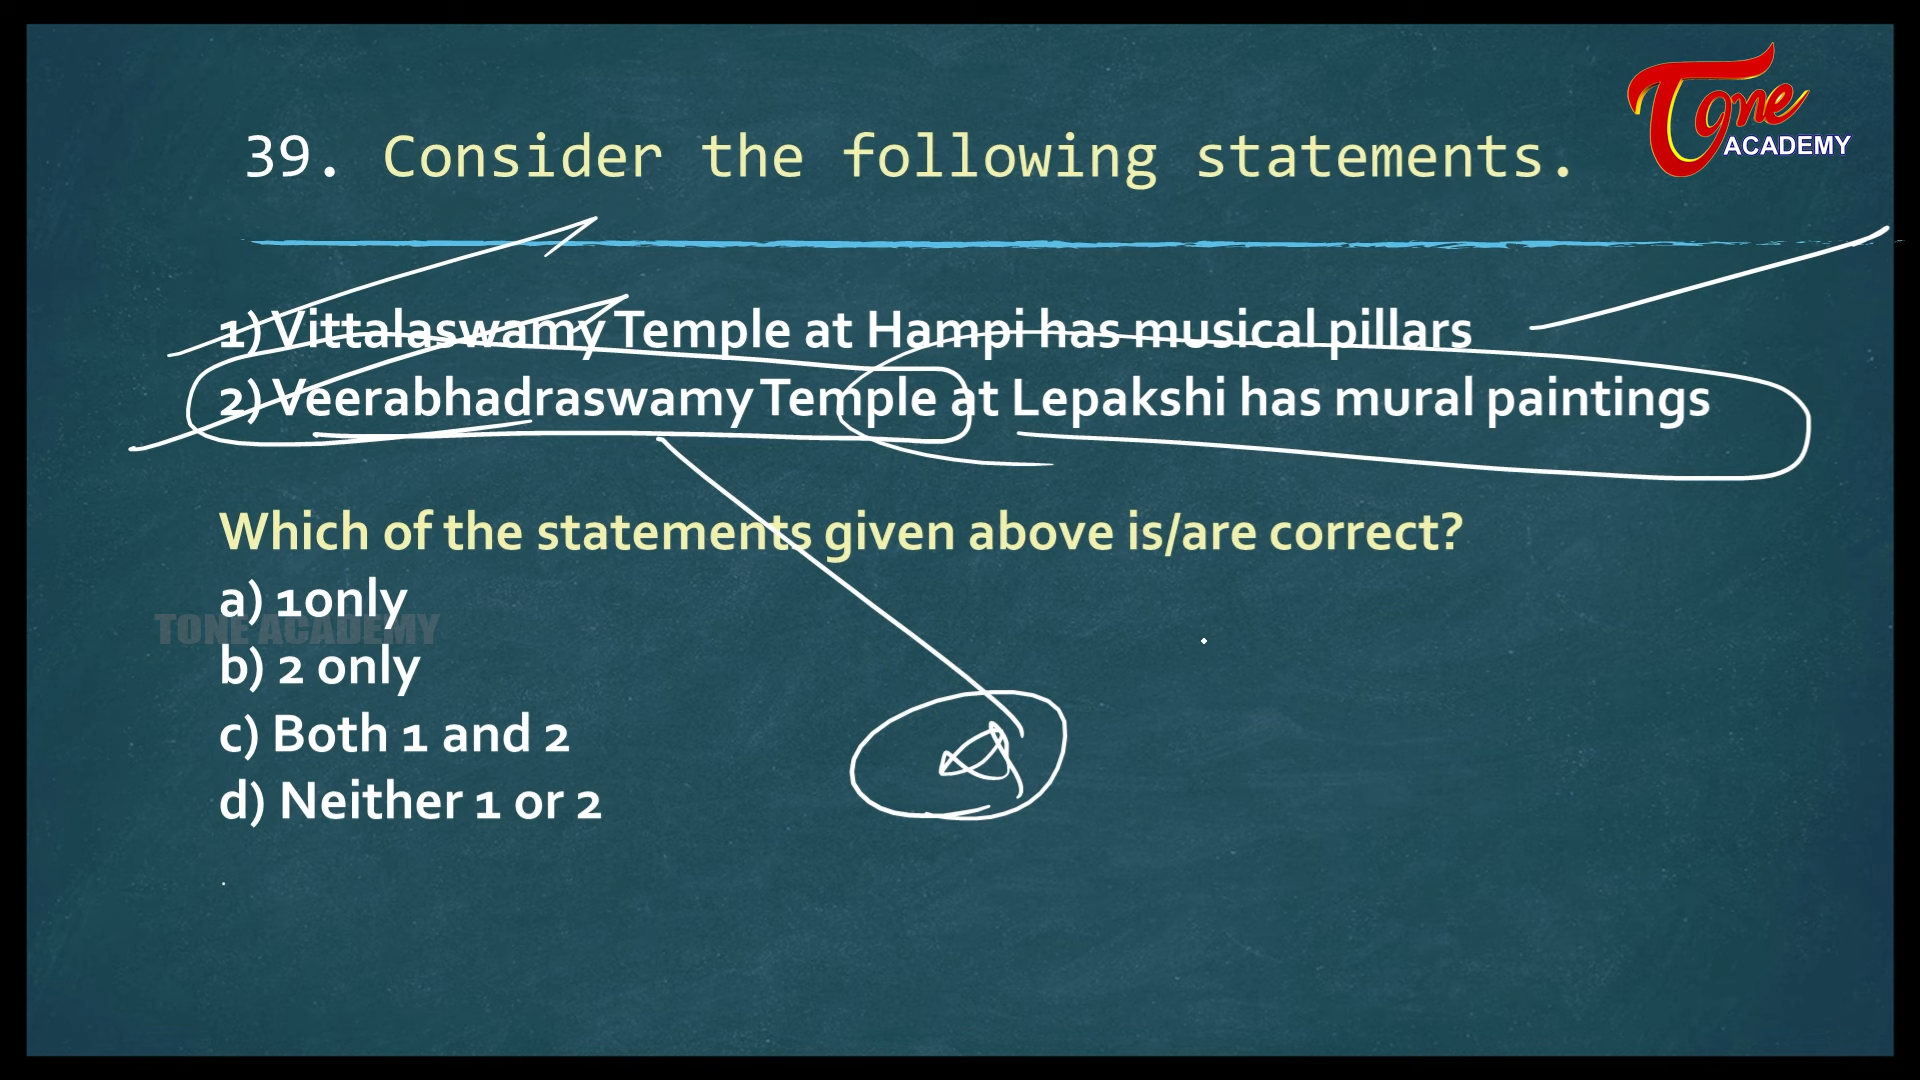 Tone
ACADEMY
39. Consider the following statements.
1) Vittalaswamy Temple at Hampi has musical pillars
2) Veerabhadraswamy Temple at Lepakshi has mural paintings
Which of the statements given above is/are correct?
a) 1only
TONE ACADEMY
b) 2 only
c) Both 1 and 2
d) Neither 1 or 2